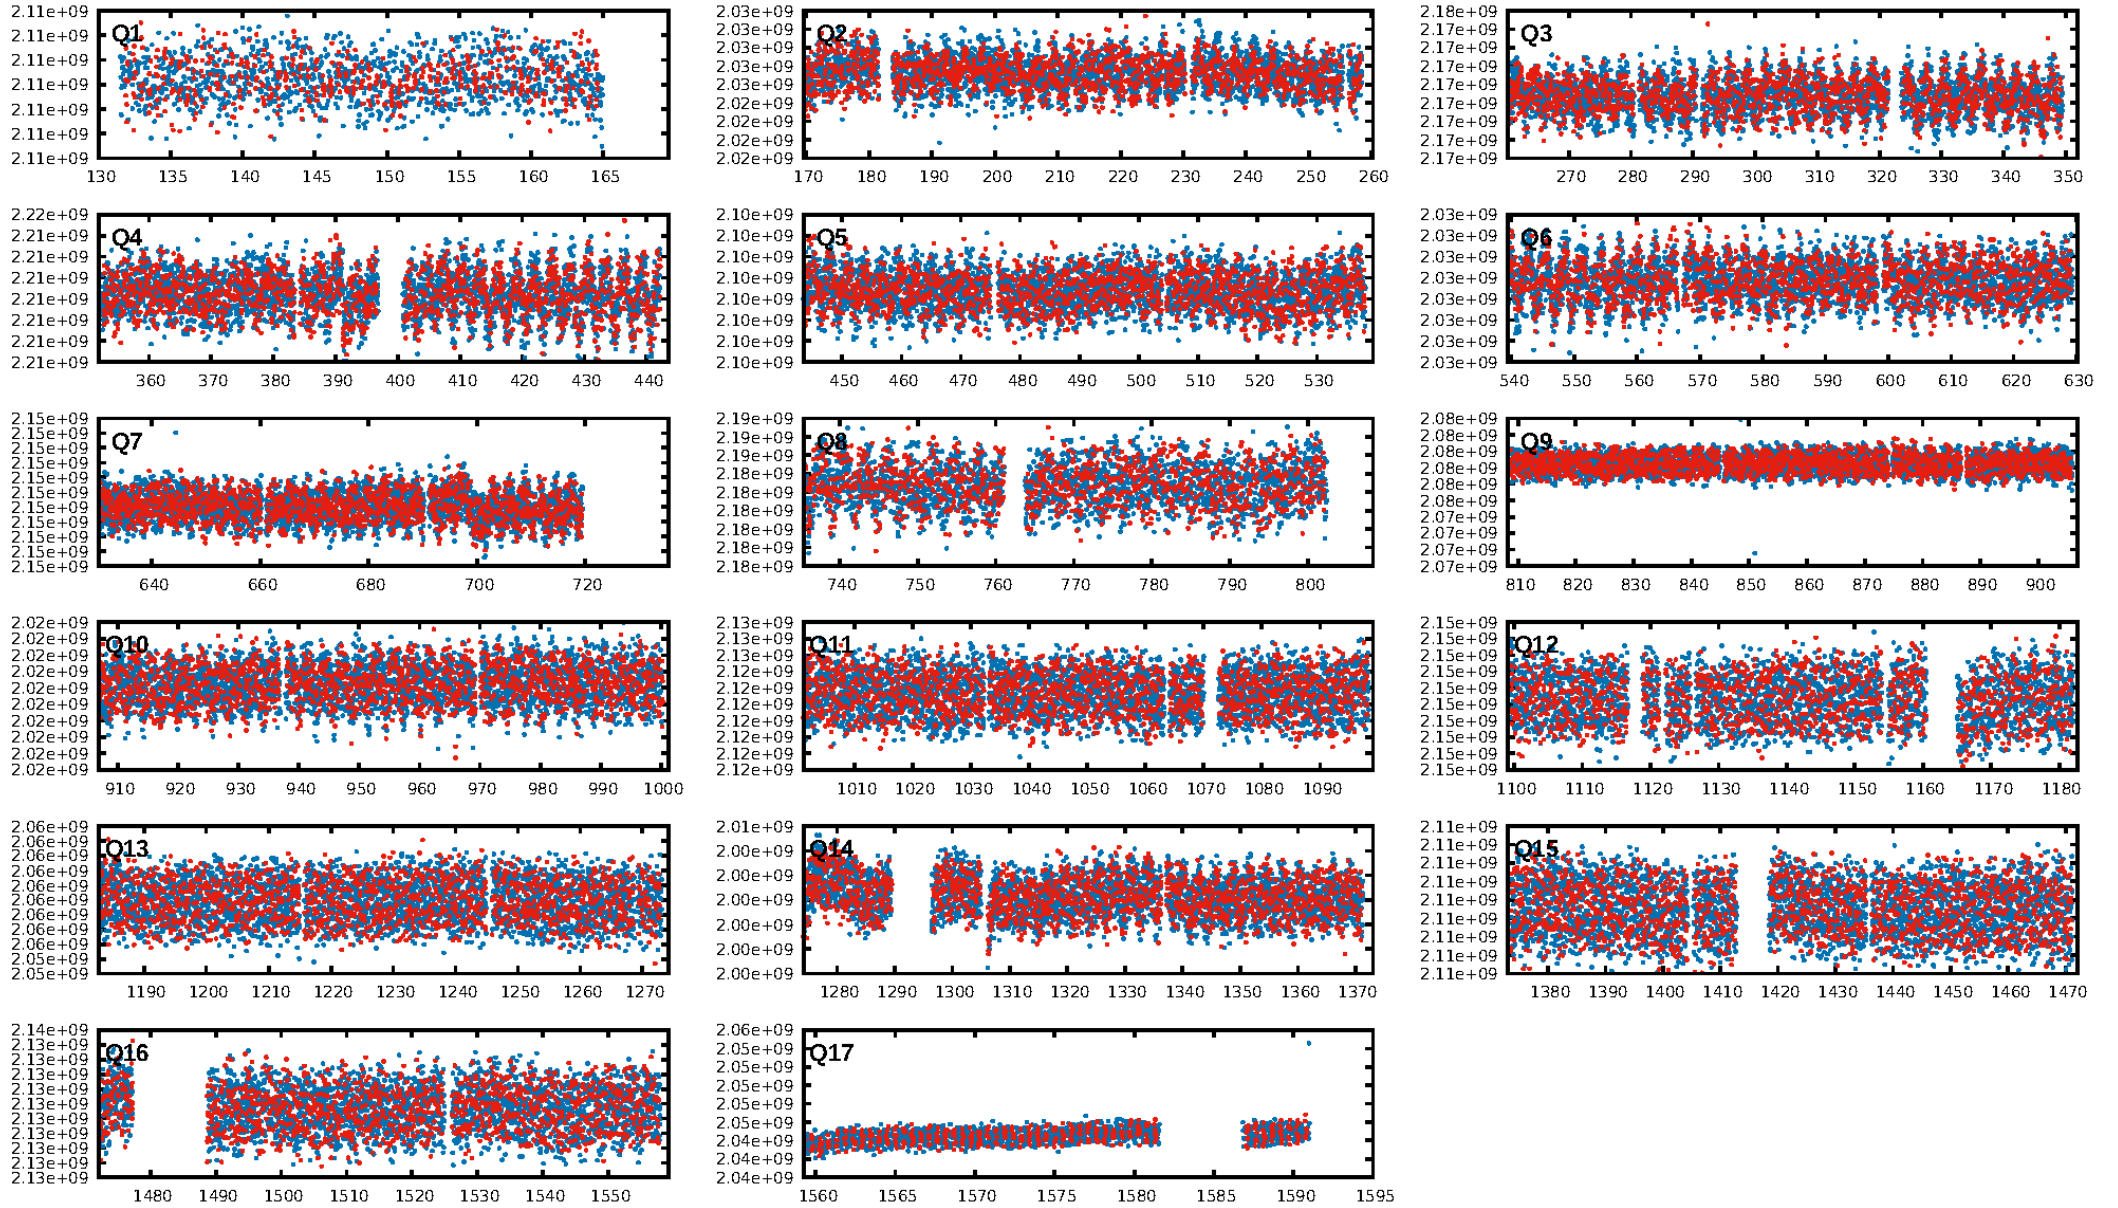 2.11e+09 2.11e+09 2.11e+09 2.11e+09 2.11e+09 2.11e+09 2.11e+09
Q1
130 135 140 145 150 155 160 165
2.03e+09 2.03e+09 2.03e+09 2.03e+09 2.03e+09 2.02e+09 2.02e+09 2.02e+09 2.02e+09
Q2
170 180 190 200 210 220 230 240 250 260
2.18e+09 2.17e+09 2.17e+09 2.17e+09 2.17e+09 2.17e+09 2.17e+09 2.17e+09 2.17e+09
Q3
270 280 290 300 310 320 330 340 350
2.22e+09 2.21e+09 2.21e+09 2.21e+09 2.21e+09 2.21e+09 2.21e+09 2.21e+09
Q4
360 370 380 390 400 410 420 430 440
2.10e+09 2.10e+09 2.10e+09 2.10e+09 2.10e+09 2.10e+09 2.10e+09 2.10e+09
Q5
450 460 470 480 490 500 510 520 530
2.03e+09 2.03e+09 2.03e+09 2.03e+09 2.03e+09 2.03e+09 2.03e+09 2.03e+09
Q6
540 550 560 570 580 590 600 610 620 630
2.15e+09 2.15e+09 2.15e+09 2.15e+09 2.15e+09 2.15e+09 2.15e+09 2.15e+09 2.15e+09 2.15e+09 2.15e+09
Q7
640 660 680 700 720
2.19e+09 2.19e+09 2.19e+09 2.18e+09 2.18e+09 2.18e+09 2.18e+09 2.18e+09 2.18e+09
Q8
740 750 760 770 780 790 800
2.08e+09 2.08e+09 2.08e+09 2.08e+09 2.08e+09 2.08e+09 2.07e+09 2.07e+09 2.07e+09 2.07e+09
Q9
810 820 830 840 850 860 870 880 890 900
2.02e+09 2.02e+09 2.02e+09 2.02e+09 2.02e+09 2.02e+09 2.02e+09 2.02e+09 2.02e+09 2.02e+09
Q10
910 920 930 940 950 960 970 980 990 1000
2.13e+09 2.13e+09 2.13e+09 2.13e+09 2.12e+09 2.12e+09 2.12e+09 2.12e+09 2.12e+09 2.12e+09
Q11
1010 1020 1030 1040 1050 1060 1070 1080 1090
2.15e+09 2.15e+09 2.15e+09 2.15e+09 2.15e+09 2.15e+09 2.15e+09 2.15e+09 2.15e+09 2.15e+09
Q12
1100 1110 1120 1130 1140 1150 1160 1170 1180
2.06e+09 2.06e+09 2.06e+09 2.06e+09 2.06e+09 2.06e+09 2.06e+09 2.06e+09 2.06e+09 2.05e+09 2.05e+09
Q13
1190 1200 1210 1220 1230 1240 1250 1260 1270
2.01e+09 2.00e+09 2.00e+09 2.00e+09 2.00e+09 2.00e+09 2.00e+09
Q14
1280 1290 1300 1310 1320 1330 1340 1350 1360 1370
2.11e+09 2.11e+09 2.11e+09 2.11e+09 2.11e+09 2.11e+09 2.11e+09 2.11e+09 2.11e+09
Q15
1380 1390 1400 1410 1420 1430 1440 1450 1460 1470
2.14e+09 2.13e+09 2.13e+09 2.13e+09 2.13e+09 2.13e+09 2.13e+09 2.13e+09 2.13e+09 2.13e+09 2.13e+09
Q16
1480 1490 1500 1510 1520 1530 1540 1550
2.06e+09 2.05e+09 2.05e+09 2.05e+09 2.05e+09 2.05e+09 2.04e+09 2.04e+09 2.04e+09
Q17
1560 1565 1570 1575 1580 1585 1590 1595